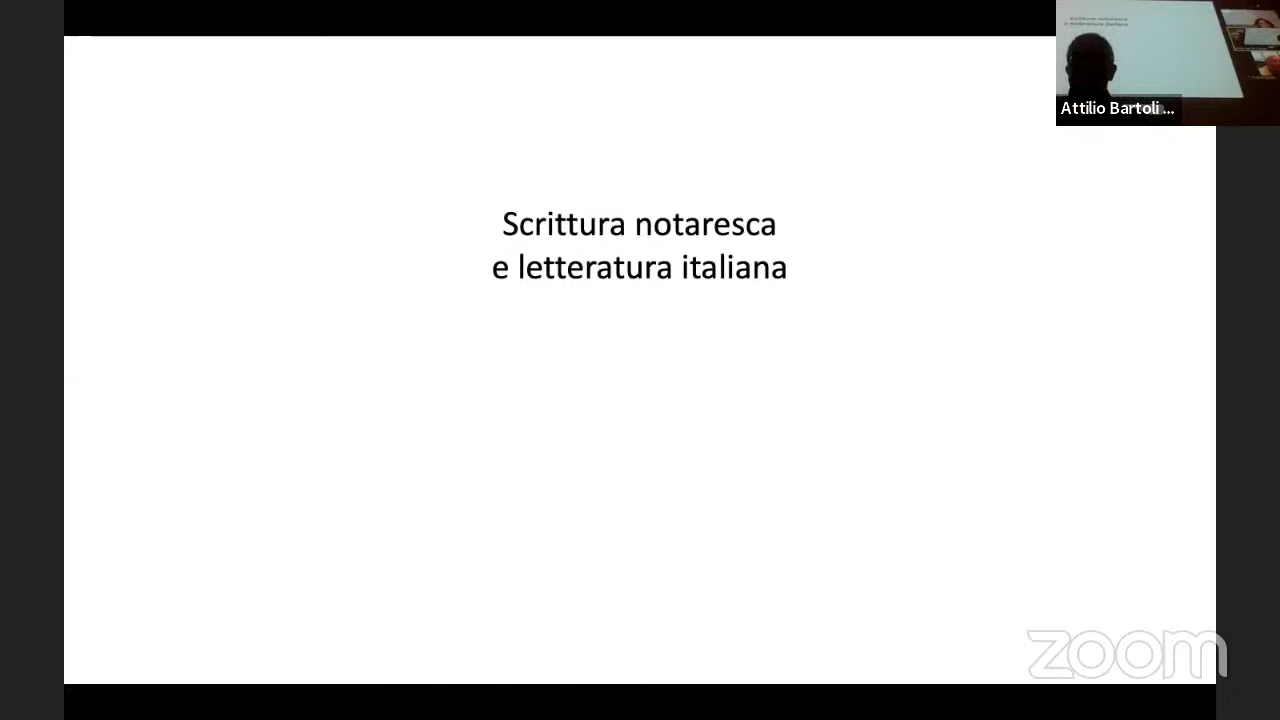 Attilio Bartoli ...
Scrittura notaresca
e letteratura italiana
zoom